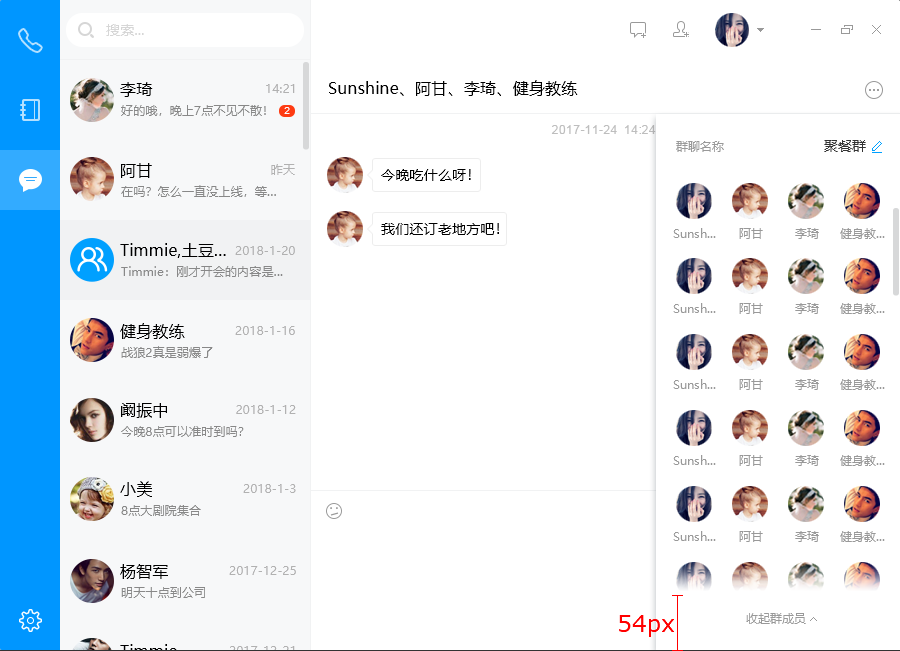 搜索...
李琦 14:21
好的哦，晚上7点不见不散! 2
阿甘 昨天
在吗？怎么一直没上线，等...
Timmie,土豆... 2018-1-20
Timmie：刚才开会的内容是...
健身教练 2018-1-16
战狼2真是弱爆了
阚振中 2018-1-12
今晚8点可以准时到吗?
小美 2018-1-3
8点大剧院集合
杨智军 2017-12-25
明天十点到公司
Timmie 2017-12-21
Sunshine、阿甘、李琦、健身教练
2017-11-24 14:24
今晚吃什么呀!
我们还订老地方吧!
群聊名称 聚餐群
Sunsh... 阿甘 李琦 健身教...
Sunsh... 阿甘 李琦 健身教...
Sunsh... 阿甘 李琦 健身教...
Sunsh... 阿甘 李琦 健身教...
Sunsh... 阿甘 李琦 健身教...
收起群成员
54px